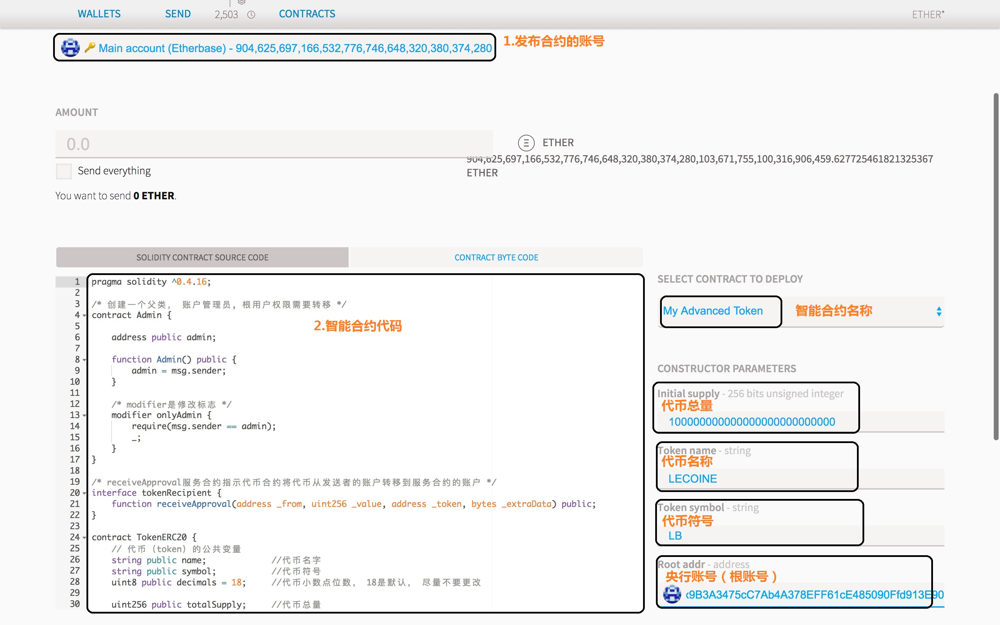 WALLETS SEND 2,503 CONTRACTS ETHER*
Main account (Etherbase) - 904,625,697,166,532,776,746,648,320,380,374,280
1.发布合约的账号
AMOUNT
0.0
ETHER
904,625,697,166,532,776,746,648,320,380,374,280,103,671,755,100,316,906,459.627725461821325367
ETHER
Send everything
You want to send 0 ETHER.
SOLIDITY CONTRACT SOURCE CODE
CONTRACT BYTE CODE
1 pragma solidity ^0.4.16;
2
3 /* 创建一个父类， 账户管理员，根用户权限需要转移 */
4 contract Admin {
2.智能合约代码
5
6 address public admin;
7
8 function Admin() public {
9 admin = msg.sender;
10 }
11
12 /* modifier是修改标志 */
13 modifier onlyAdmin {
14 require(msg.sender == admin);
15 _;
16 }
17 }
18
19 /* receiveApproval服务合约指示代币合约将代币从发送者的账户转移到服务合约的账户 */
20 interface tokenRecipient {
21 function receiveApproval(address _from, uint256 _value, address _token, bytes _extraData) public;
22 }
23
24 contract TokenERC20 {
25 // 代币（token）的公共变量
26 string public name; //代币名字
27 string public symbol; //代币符号
28 uint8 public decimals = 18; //代币小数点位数， 18是默认， 尽量不要更改
29
30 uint256 public totalSupply; //代币总量
SELECT CONTRACT TO DEPLOY
My Advanced Token
智能合约名称
CONSTRUCTOR PARAMETERS
Initial supply - 256 bits unsigned integer
代币总量
1000000000000000000000000000
Token name - string
代币名称
LECOINE
Token symbol - string
代币符号
LB
Root addr - address
央行账号（根账号）
9B3A3475cC7Ab4A378EFF61cE485090Ffd913E90